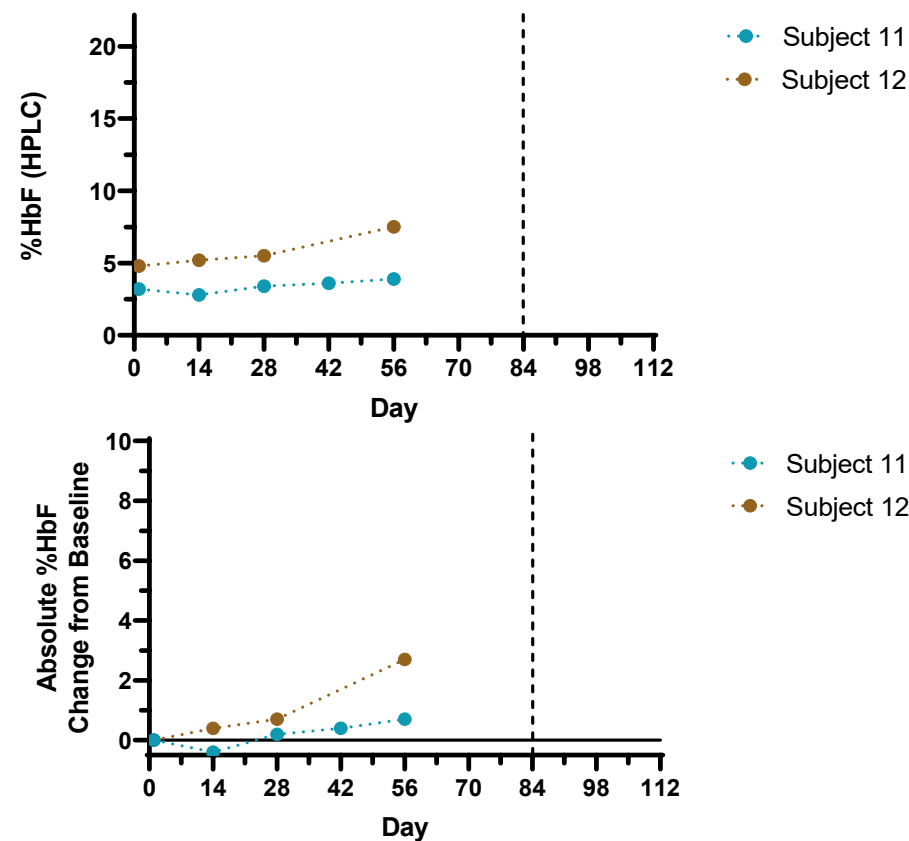 %HbF (HPLC)
20
15
10
5
0
0 14 28 42 56 70 84 98 112
Day
Subject 11
Subject 12
Absolute %HbF
Change from Baseline
10
8
6
4
2
0
0 14 28 42 56 70 84 98 112
Day
Subject 11
Subject 12